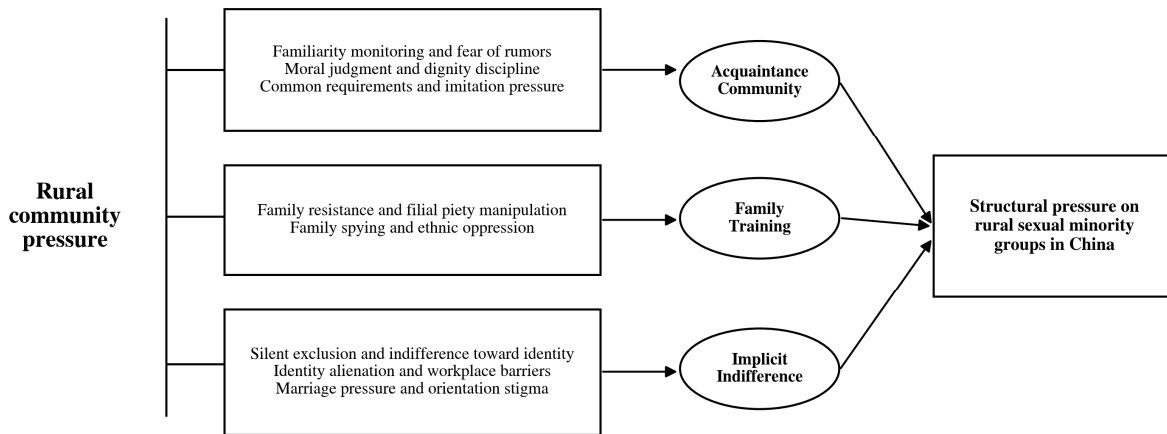 Rural
community
pressure
Familiarity monitoring and fear of rumors
Moral judgment and dignity discipline
Common requirements and imitation pressure
Family resistance and filial piety manipulation
Family spying and ethnic oppression
Silent exclusion and indifference toward identity
Identity alienation and workplace barriers
Marriage pressure and orientation stigma
Acquaintance
Community
Family
Training
Implicit
Indifference
Structural pressure on
rural sexual minority
groups in China